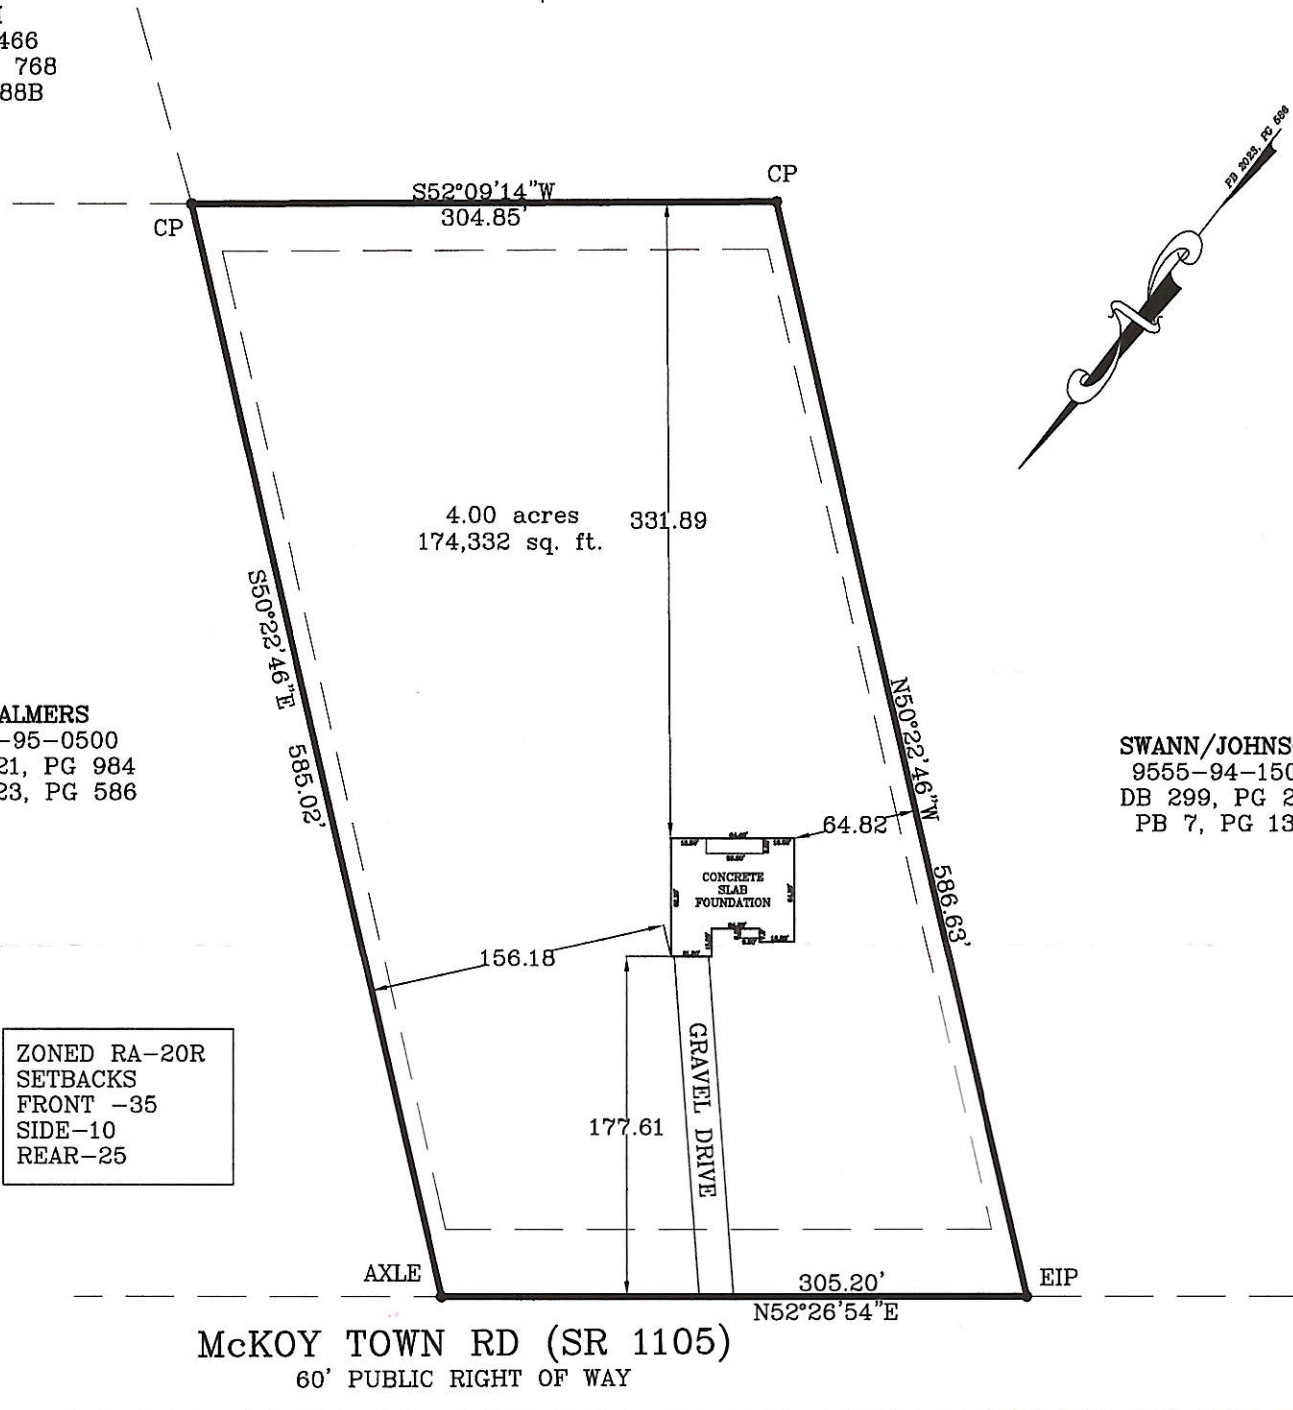 466
768
88B
PB 2023, PG 586
CP
CP
S52°09'14"W
304.85'
4.00 acres
174,332 sq. ft.
331.89
S50°22'46"E 585.02'
N50°22'46"W 586.63'
ALMERS
-95-0500
21, PG 984
23, PG 586
SWANN/JOHNS
9555-94-150
DB 299, PG 2
PB 7, PG 13
64.82
CONCRETE
SLAB
FOUNDATION
156.18
GRAVEL DRIVE
177.61
ZONED RA-20R
SETBACKS
FRONT -35
SIDE-10
REAR-25
AXLE
EIP
305.20'
N52°26'54"E
McKOY TOWN RD (SR 1105)
60' PUBLIC RIGHT OF WAY